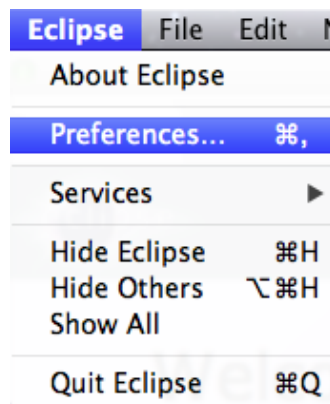 Eclipse File Edit
About Eclipse
Preferences... ⌘,
Services ▶
Hide Eclipse ⌘H
Hide Others ⌥⌘H
Show All
Quit Eclipse ⌘Q